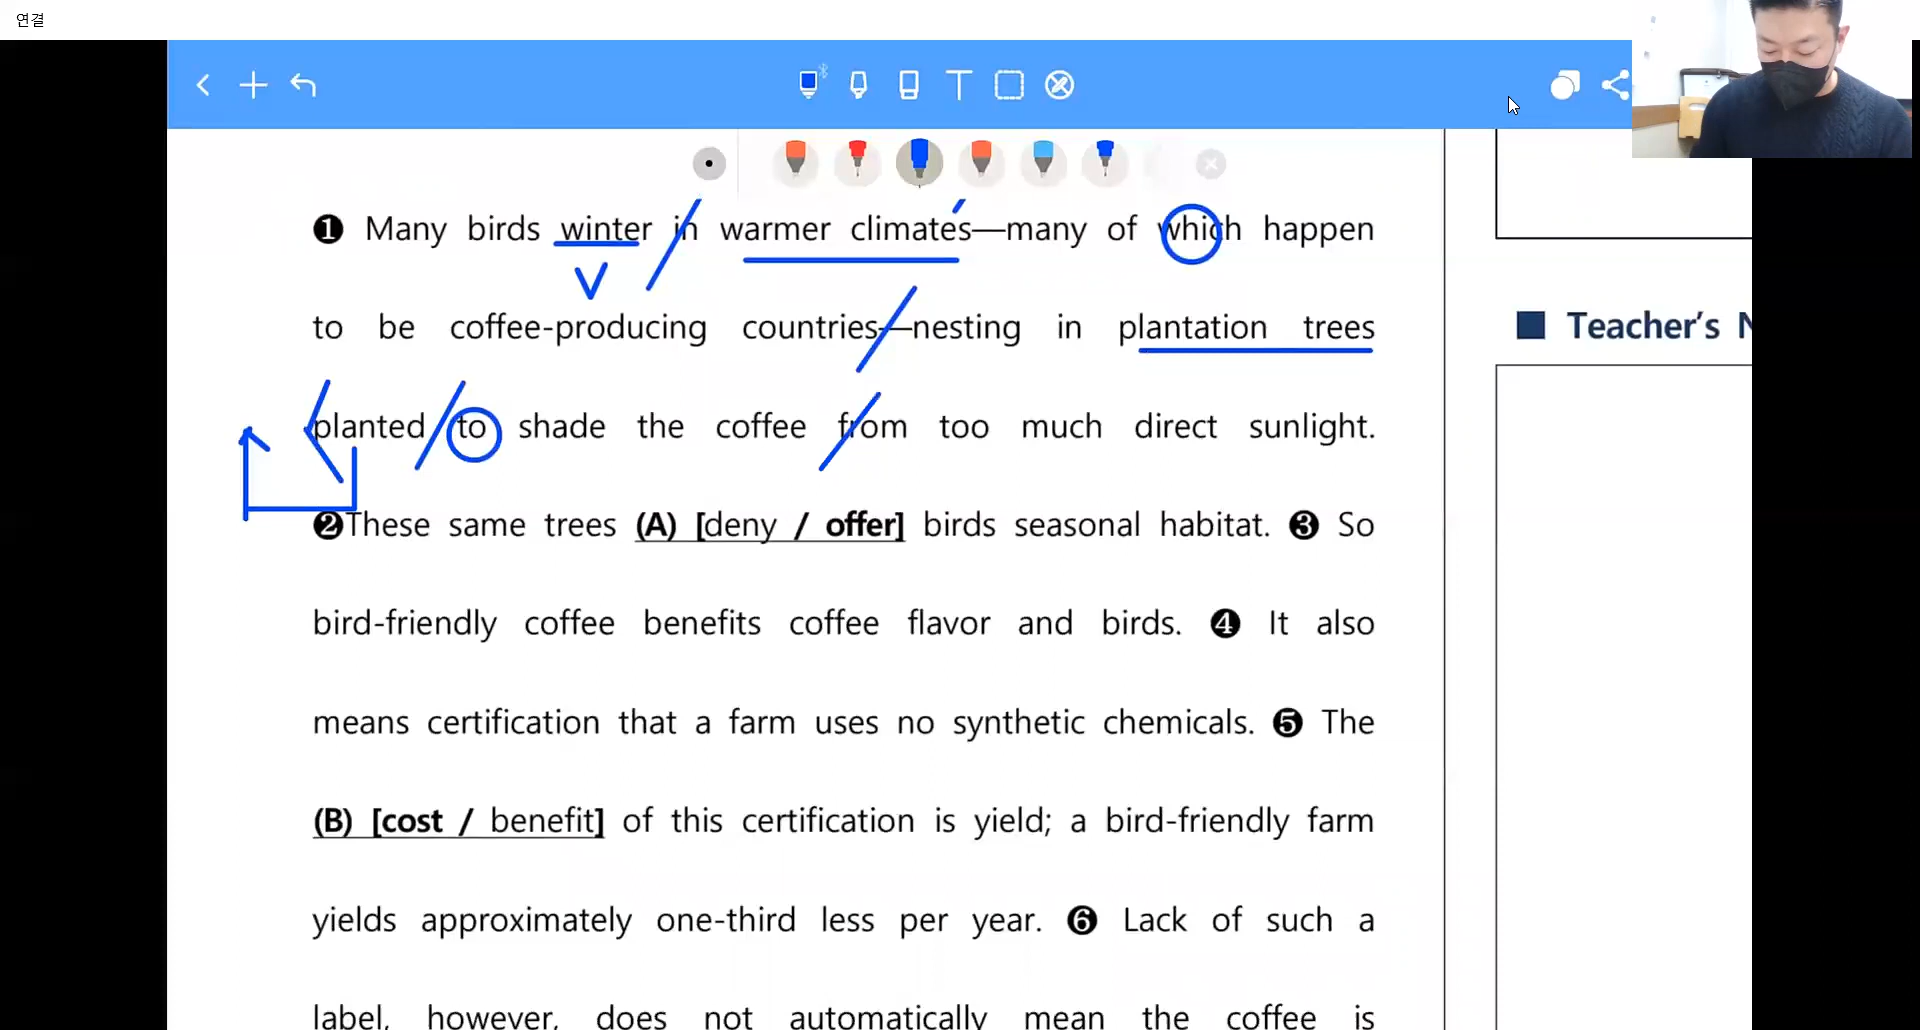 연결
❶ Many birds winter in warmer climates—many of which happen
to be coffee-producing countries—nesting in plantation trees
planted to shade the coffee from too much direct sunlight.
❷These same trees (A) [deny / offer] birds seasonal habitat. ❸ So
bird-friendly coffee benefits coffee flavor and birds. ❹ It also
means certification that a farm uses no synthetic chemicals. ❺ The
(B) [cost / benefit] of this certification is yield; a bird-friendly farm
yields approximately one-third less per year. ❻ Lack of such a
label, however, does not automatically mean the coffee is
V
■ Teacher's N